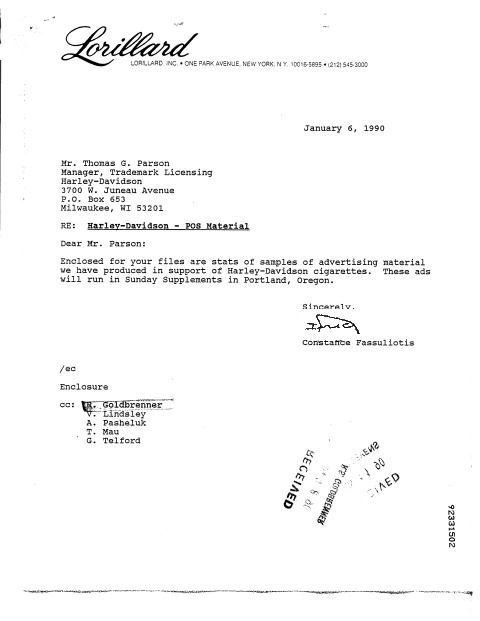 Lorillard
LORILLARD INC. • ONE PARK AVENUE, NEW YORK, N.Y. 10016-5895 • (212) 545-3000
January 6, 1990
Mr. Thomas G. Parson
Manager, Trademark Licensing
Harley-Davidson
3700 W. Juneau Avenue
P.O. Box 653
Milwaukee, WI 53201
RE: Harley-Davidson - POS Material
Dear Mr. Parson:
Enclosed for your files are stats of samples of advertising material
we have produced in support of Harley-Davidson cigarettes. These ads
will run in Sunday Supplements in Portland, Oregon.
Sincerely,
Constance Fassuliotis
/ec
Enclosure
cc: R. Goldbrenner
V. Lindsley
A. Pasheluk
T. Mau
G. Telford
RECEIVED
R.S. GOLDBRENNER
92331502